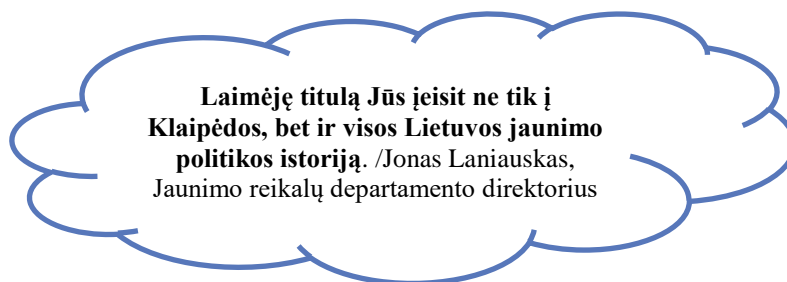 Laimėję titulą Jūs įeisit ne tik į
Klaipėdos, bet ir visos Lietuvos jaunimo
politikos istoriją. /Jonas Laniauskas,
Jaunimo reikalų departamento direktorius